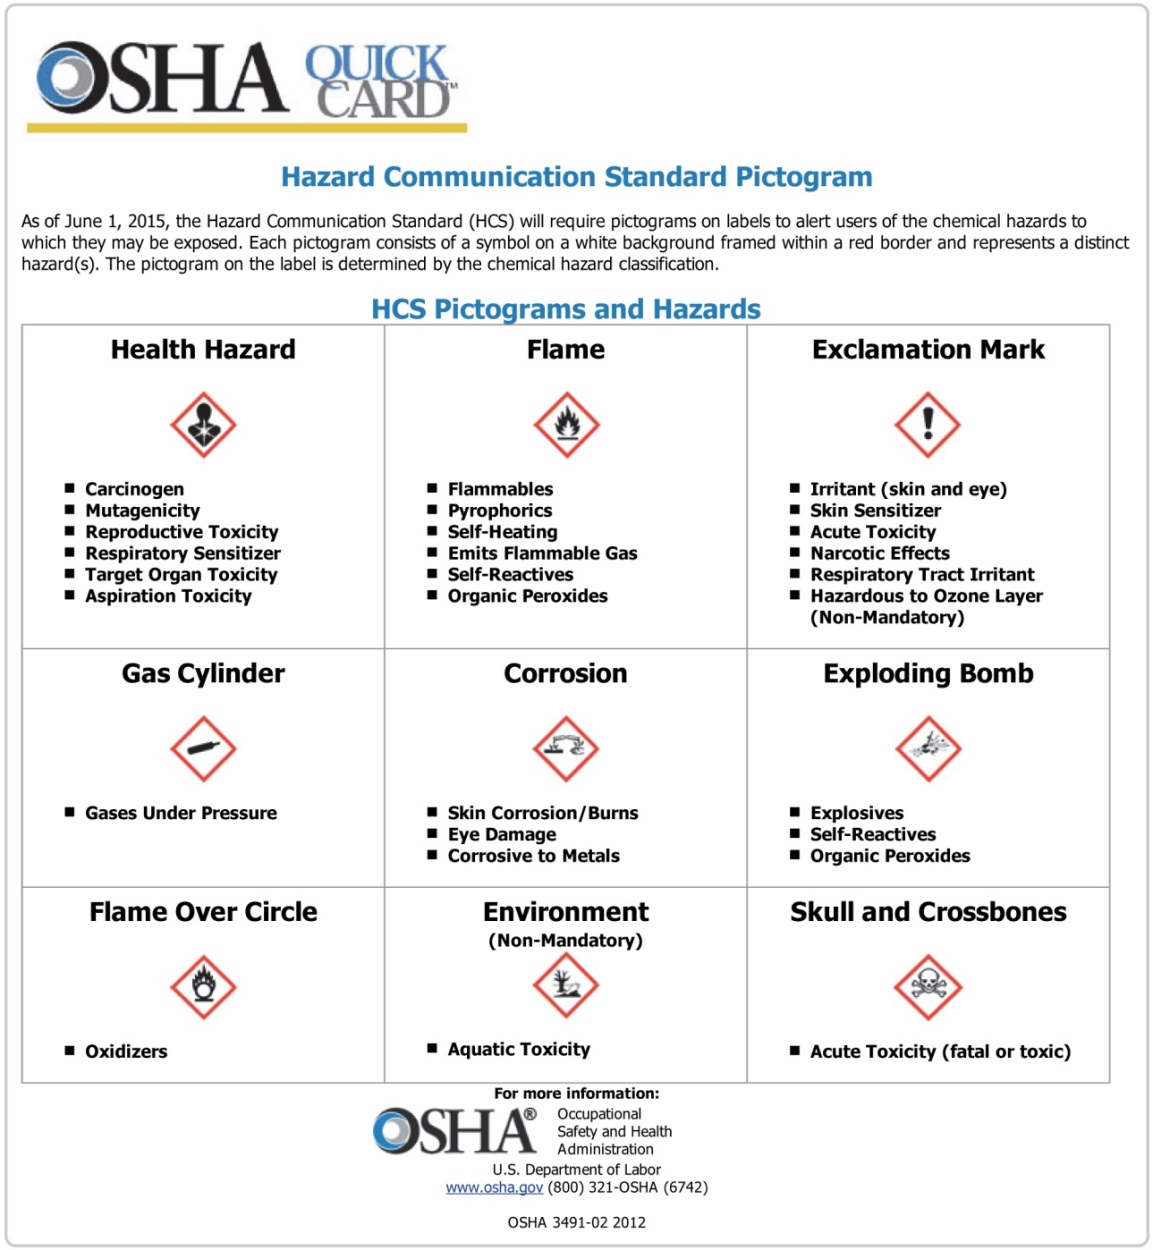 OSHA QUICK CARD™
Hazard Communication Standard Pictogram
As of June 1, 2015, the Hazard Communication Standard (HCS) will require pictograms on labels to alert users of the chemical hazards to
which they may be exposed. Each pictogram consists of a symbol on a white background framed within a red border and represents a distinct
hazard(s). The pictogram on the label is determined by the chemical hazard classification.
HCS Pictograms and Hazards
Health Hazard
■ Carcinogen
■ Mutagenicity
■ Reproductive Toxicity
■ Respiratory Sensitizer
■ Target Organ Toxicity
■ Aspiration Toxicity
Flame
■ Flammables
■ Pyrophorics
■ Self-Heating
■ Emits Flammable Gas
■ Self-Reactives
■ Organic Peroxides
Exclamation Mark
■ Irritant (skin and eye)
■ Skin Sensitizer
■ Acute Toxicity
■ Narcotic Effects
■ Respiratory Tract Irritant
■ Hazardous to Ozone Layer
(Non-Mandatory)
Gas Cylinder
■ Gases Under Pressure
Corrosion
■ Skin Corrosion/Burns
■ Eye Damage
■ Corrosive to Metals
Exploding Bomb
■ Explosives
■ Self-Reactives
■ Organic Peroxides
Flame Over Circle
■ Oxidizers
Environment
(Non-Mandatory)
■ Aquatic Toxicity
Skull and Crossbones
■ Acute Toxicity (fatal or toxic)
For more information:
OSHA®
Occupational
Safety and Health
Administration
U.S. Department of Labor
www.osha.gov (800) 321-OSHA (6742)
OSHA 3491-02 2012